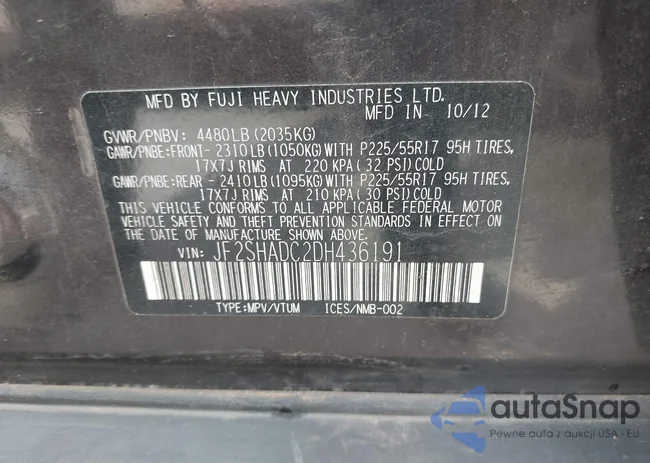 MFD BY FUJI HEAVY INDUSTRIES LTD.
MFD IN 10/12
GVWR/PNBV: 4480LB(2035KG)
GAWR/PNBE:FRONT- 2310LB(1050KG)WITH P225/55R17 95H TIRES,
17X7J RIMS AT 220 KPA(32 PSI)COLD
GAWR/PNBE:REAR - 2410LB(1095KG)WITH P225/55R17 95H TIRES,
17X7J RIMS AT 210 KPA(30 PSI)COLD
THIS VEHICLE CONFORMS TO ALL APPLICABLE FEDERAL MOTOR
VEHICLE SAFETY AND THEFT PREVENTION STANDARDS IN EFFECT
ON THE DATE OF MANUFACTURE SHOWN ABOVE.
VIN: JF2SHADC2DH436191
TYPE:MPV/VTUM ICES/NMB-002
autoSnap
Pewne auta z aukcji USA · EU